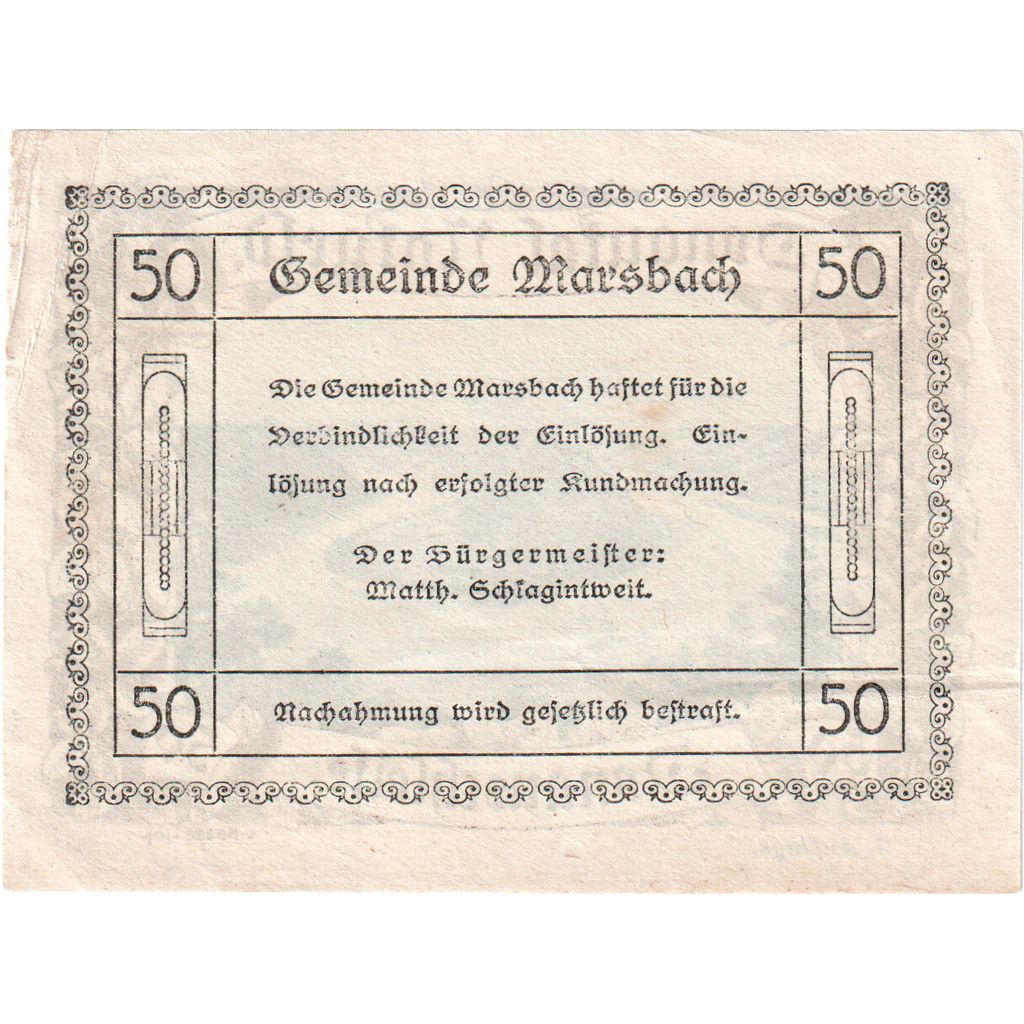 50 Gemeinde Marsbach 50
Die Gemeinde Marsbach haftet für die
Verbindlichkeit der Einlösung. Ein-
lösung nach erfolgter Kundmachung.
Der Bürgermeister:
Matth. Schlagintweit.
50 Nachahmung wird gesetzlich bestraft. 50